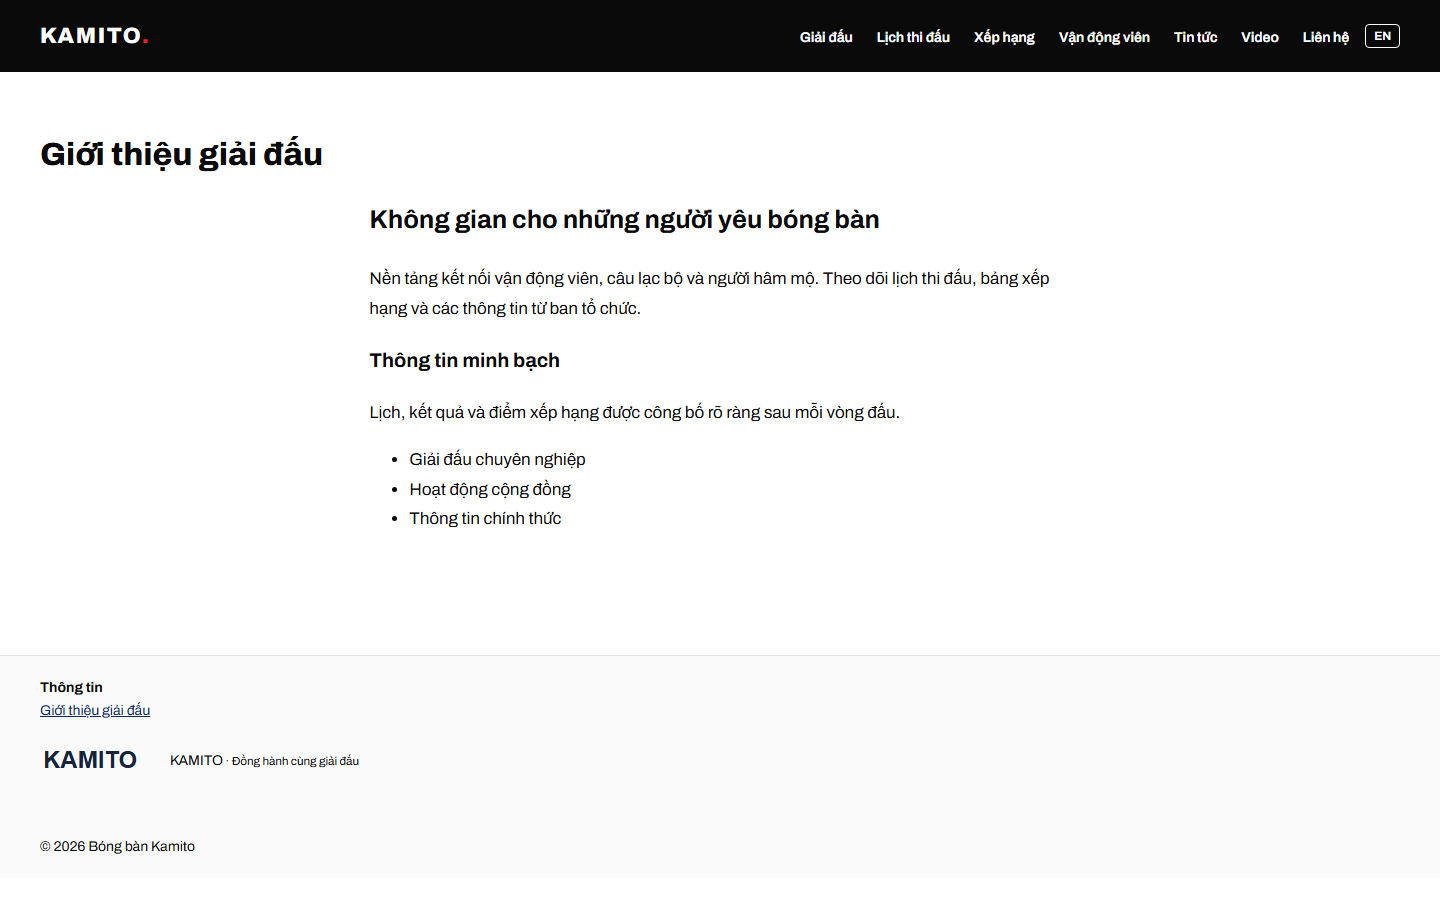 KAMITO.
Giải đấu
Lịch thi đấu
Xếp hạng
Vận động viên
Tin tức
Video
Liên hệ
EN
Giới thiệu giải đấu
Không gian cho những người yêu bóng bàn
Nền tảng kết nối vận động viên, câu lạc bộ và người hâm mộ. Theo dõi lịch thi đấu, bảng xếp
hạng và các thông tin từ ban tổ chức.
Thông tin minh bạch
Lịch, kết quả và điểm xếp hạng được công bố rõ ràng sau mỗi vòng đấu.
• Giải đấu chuyên nghiệp
• Hoạt động cộng đồng
• Thông tin chính thức
Thông tin
Giới thiệu giải đấu
KAMITO
KAMITO · Đồng hành cùng giải đấu
© 2026 Bóng bàn Kamito